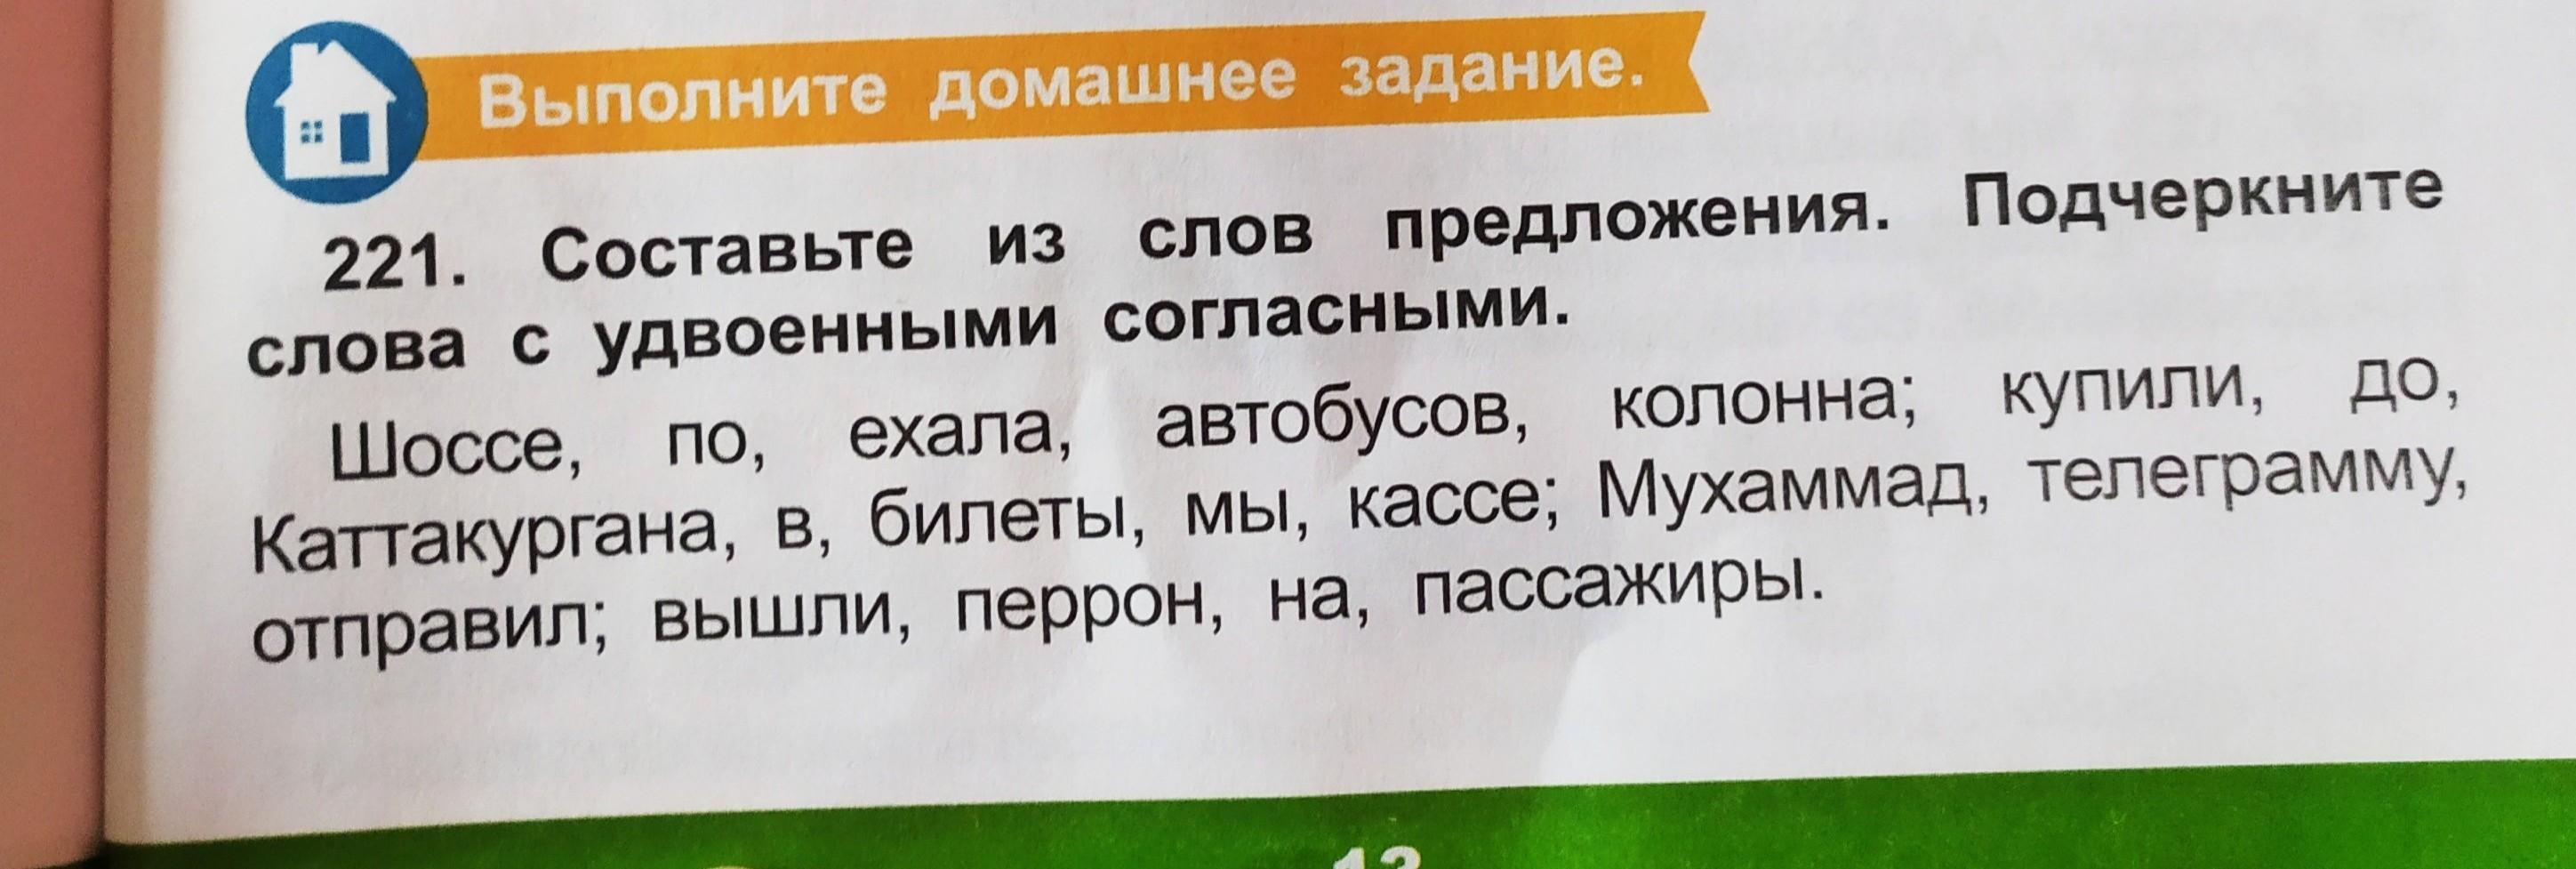 Выполните домашнее задание.
221. Составьте из слов предложения. Подчеркните
слова с удвоенными согласными.
Шоссе, по, ехала, автобусов, колонна; купили, до,
Каттакургана, в, билеты, мы, кассе; Мухаммад, телеграмму,
отправил; вышли, перрон, на, пассажиры.